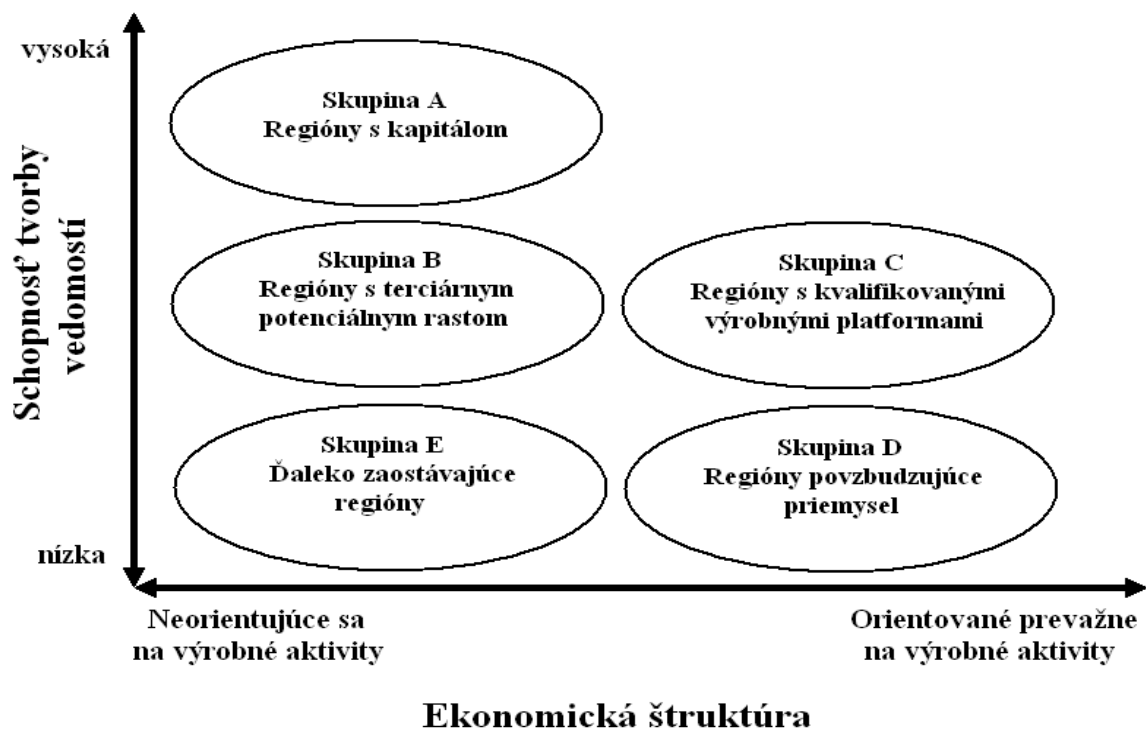 vysoká
Schopnosť tvorby
vedomostí
nízka
Skupina A
Regióny s kapitálom
Skupina B
Regióny s terciárnym
potenciálnym rastom
Skupina C
Regióny s kvalifikovanými
výrobnými platformami
Skupina E
Ďaleko zaostávajúce
regióny
Skupina D
Regióny povzbudzujúce
priemysel
Neorientujúce sa
na výrobné aktivity
Orientované prevažne
na výrobné aktivity
Ekonomická štruktúra